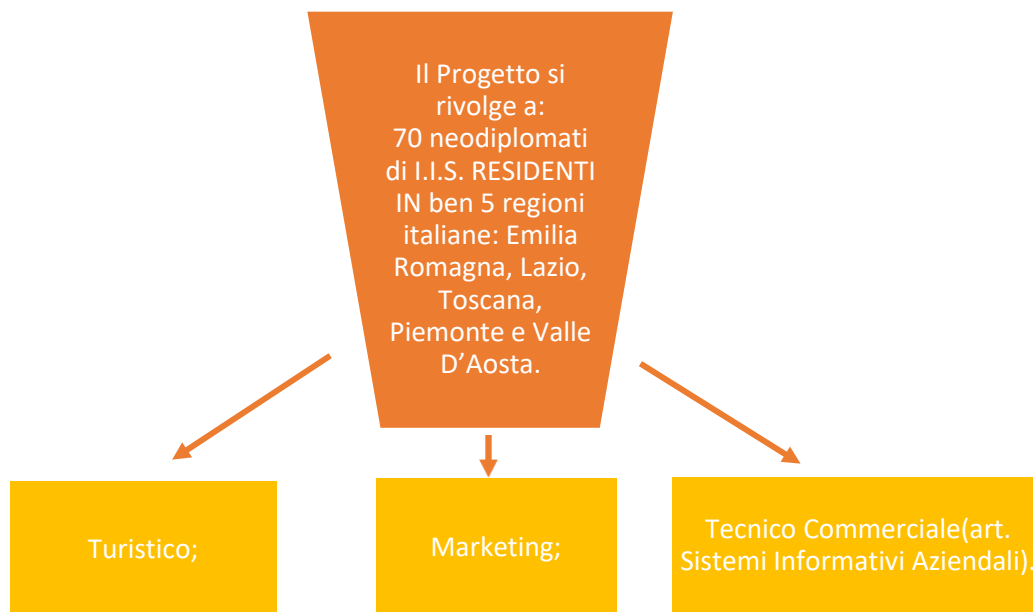 Il Progetto si
rivolge a:
70 neodiplomati
di I.I.S. RESIDENTI
IN ben 5 regioni
italiane: Emilia
Romagna, Lazio,
Toscana,
Piemonte e Valle
D’Aosta.
Turistico;
Marketing;
Tecnico Commerciale(art.
Sistemi Informativi Aziendali).